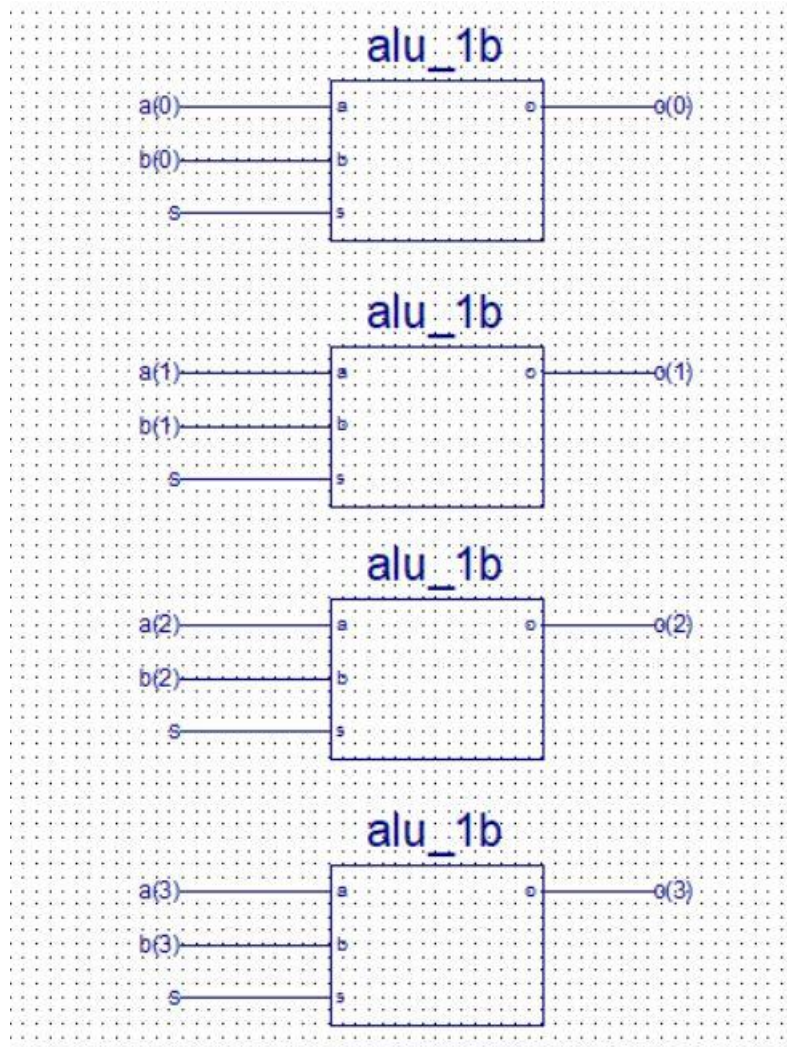 alu_1b
a(0) a o o(0)
b(0) b
s s
alu_1b
a(1) a o o(1)
b(1) b
s s
alu_1b
a(2) a o o(2)
b(2) b
s s
alu_1b
a(3) a o o(3)
b(3) b
s s